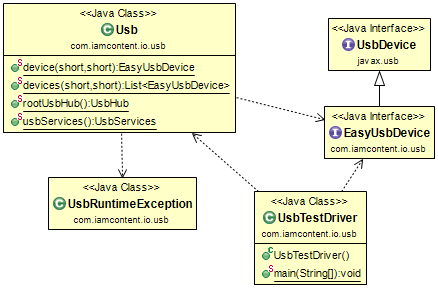 <<Java Class>>
Usb
com.iamcontent.io.usb
device(short,short):EasyUsbDevice
devices(short,short):List<EasyUsbDevice>
rootUsbHub():UsbHub
usbServices():UsbServices
<<Java Interface>>
UsbDevice
javax.usb
<<Java Interface>>
EasyUsbDevice
com.iamcontent.io.usb
<<Java Class>>
UsbRuntimeException
com.iamcontent.io.usb
<<Java Class>>
UsbTestDriver
com.iamcontent.io.usb
UsbTestDriver()
main(String[]):void